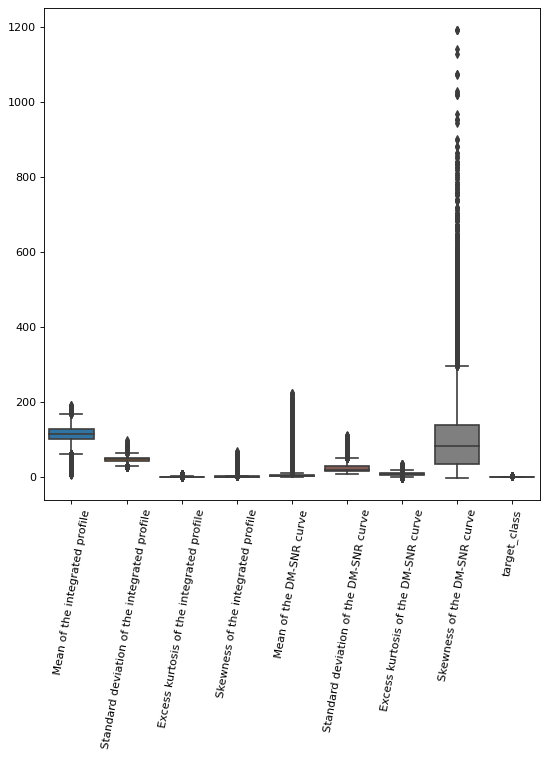 1200
1000
800
600
400
200
0
Mean of the integrated profile
Standard deviation of the integrated profile
Excess kurtosis of the integrated profile
Skewness of the integrated profile
Mean of the DM-SNR curve
Standard deviation of the DM-SNR curve
Excess kurtosis of the DM-SNR curve
Skewness of the DM-SNR curve
target_class